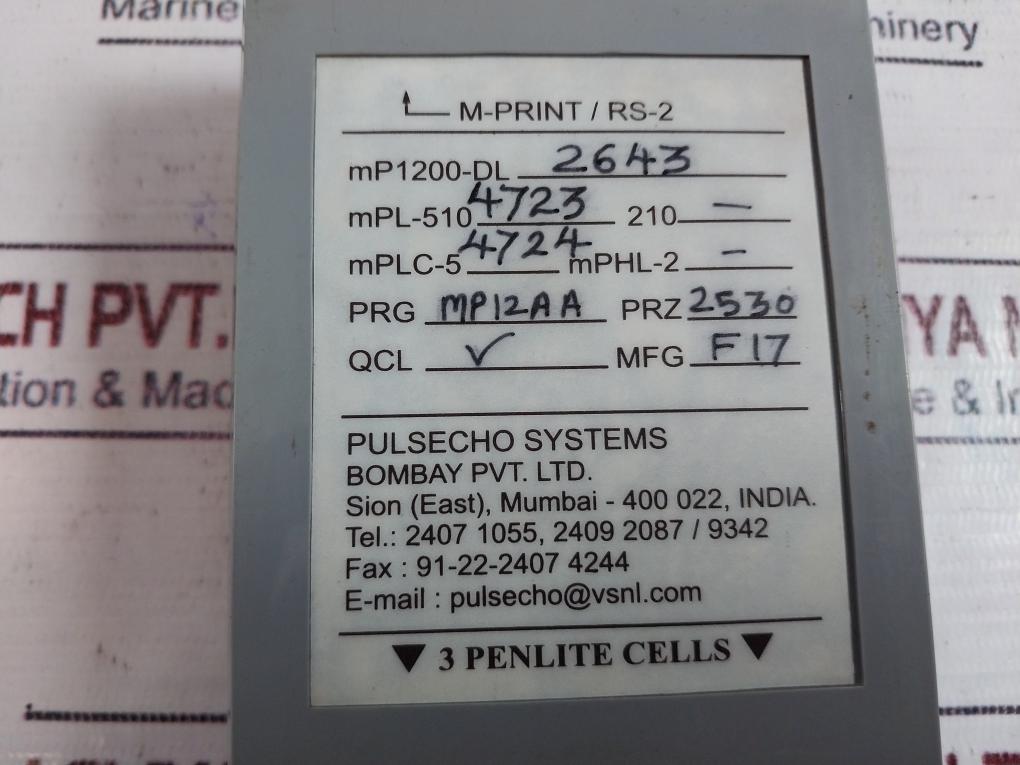 Marine
inery
M-PRINT / RS-2
mP1200-DL 2643
mPL-510 4723 210 —
mPLC-5 4724 mPHL-2 —
PRG MP12AA PRZ 2530
QCL ✓ MFG F17
CH PVT.
YA
tion & Mac
e & In
PULSECHO SYSTEMS
BOMBAY PVT. LTD.
Sion (East), Mumbai - 400 022, INDIA.
Tel.: 2407 1055, 2409 2087 / 9342
Fax : 91-22-2407 4244
E-mail : pulsecho@vsnl.com
▼ 3 PENLITE CELLS ▼